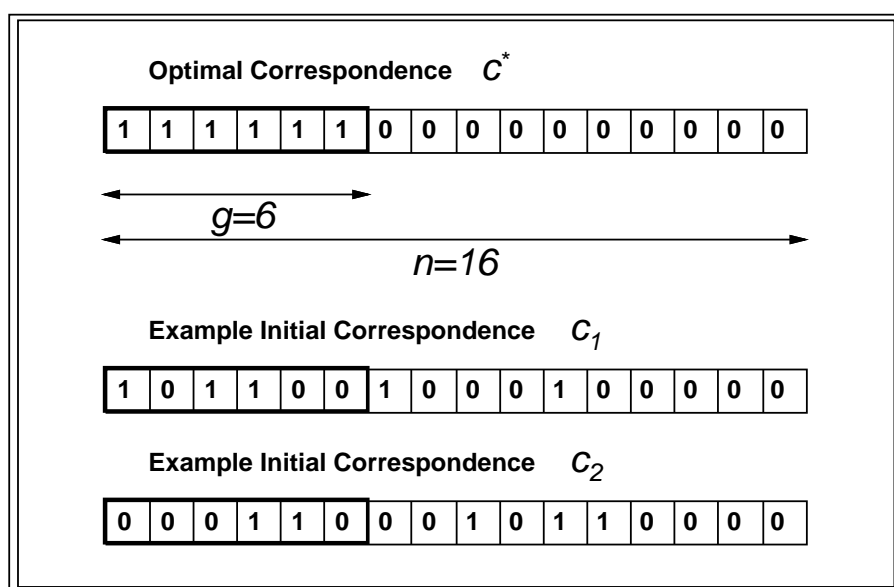 Optimal Correspondence C*
1 1 1 1 1 1 0 0 0 0 0 0 0 0 0 0
g=6
n=16
Example Initial Correspondence C1
1 0 1 1 0 0 1 0 0 0 1 0 0 0 0 0
Example Initial Correspondence C2
0 0 0 1 1 0 0 0 1 0 1 1 0 0 0 0